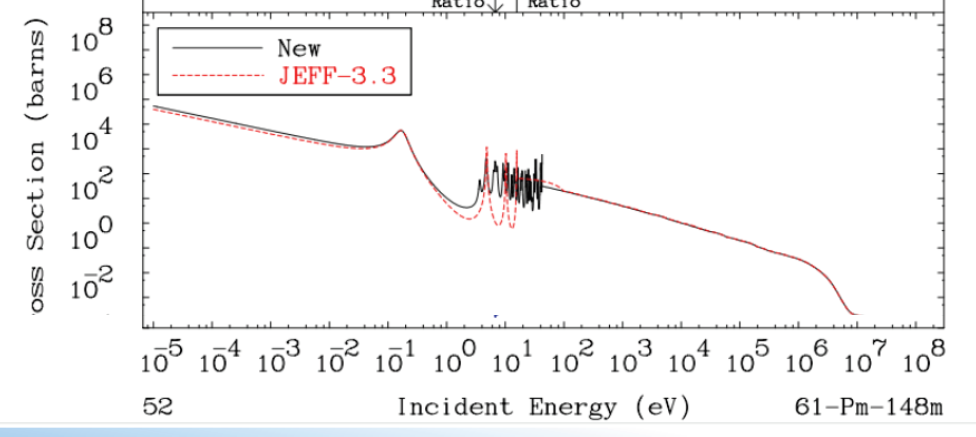 Ratio↓ | Ratio
New
JEFF-3.3
oss Section (barns)
10^8
10^6
10^4
10^2
10^0
10^-2
10^-5 10^-4 10^-3 10^-2 10^-1 10^0 10^1 10^2 10^3 10^4 10^5 10^6 10^7 10^8
52 Incident Energy (eV) 61-Pm-148m